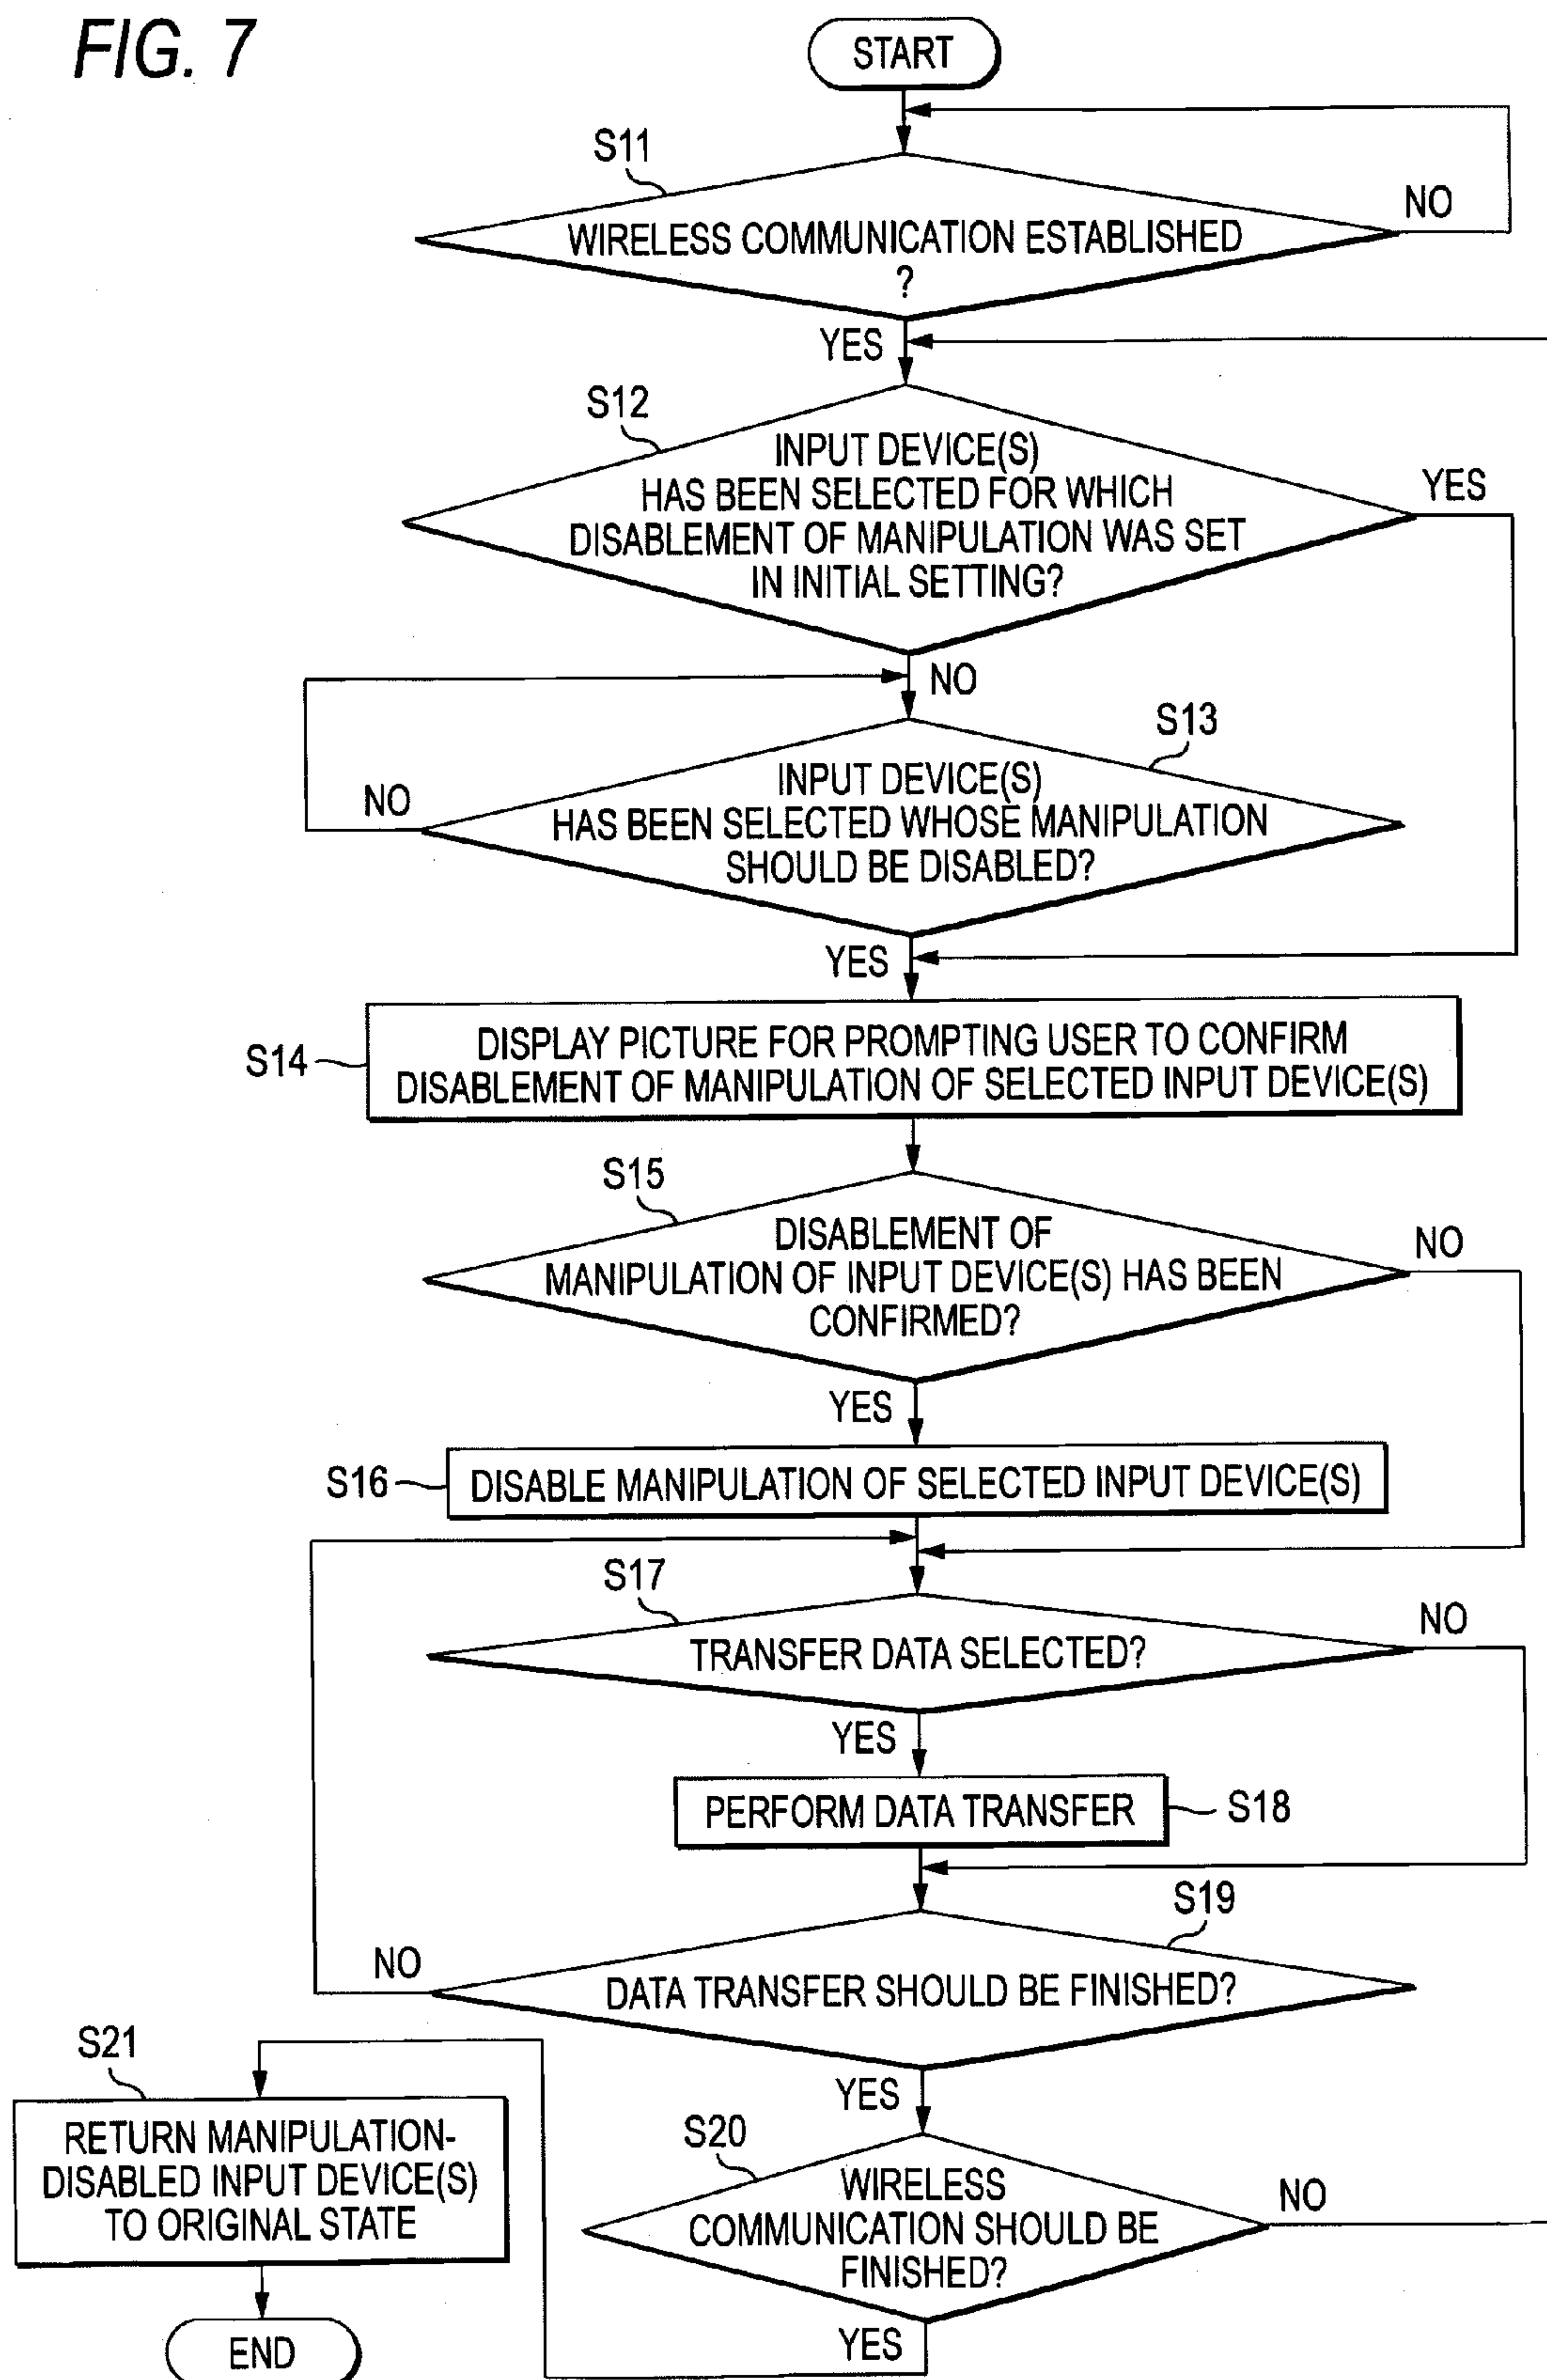 FIG. 7
START
S11
NO
WIRELESS COMMUNICATION ESTABLISHED
?
YES
S12
INPUT DEVICE(S)
HAS BEEN SELECTED FOR WHICH
DISABLEMENT OF MANIPULATION WAS SET
IN INITIAL SETTING?
YES
NO
S13
INPUT DEVICE(S)
HAS BEEN SELECTED WHOSE MANIPULATION
SHOULD BE DISABLED?
NO
YES
S14
DISPLAY PICTURE FOR PROMPTING USER TO CONFIRM
DISABLEMENT OF MANIPULATION OF SELECTED INPUT DEVICE(S)
S15
DISABLEMENT OF
MANIPULATION OF INPUT DEVICE(S) HAS BEEN
CONFIRMED?
NO
YES
S16
DISABLE MANIPULATION OF SELECTED INPUT DEVICE(S)
S17
NO
TRANSFER DATA SELECTED?
YES
PERFORM DATA TRANSFER
S18
S19
NO
DATA TRANSFER SHOULD BE FINISHED?
YES
S21
RETURN MANIPULATION-
DISABLED INPUT DEVICE(S)
TO ORIGINAL STATE
S20
WIRELESS
COMMUNICATION SHOULD BE
FINISHED?
NO
YES
END